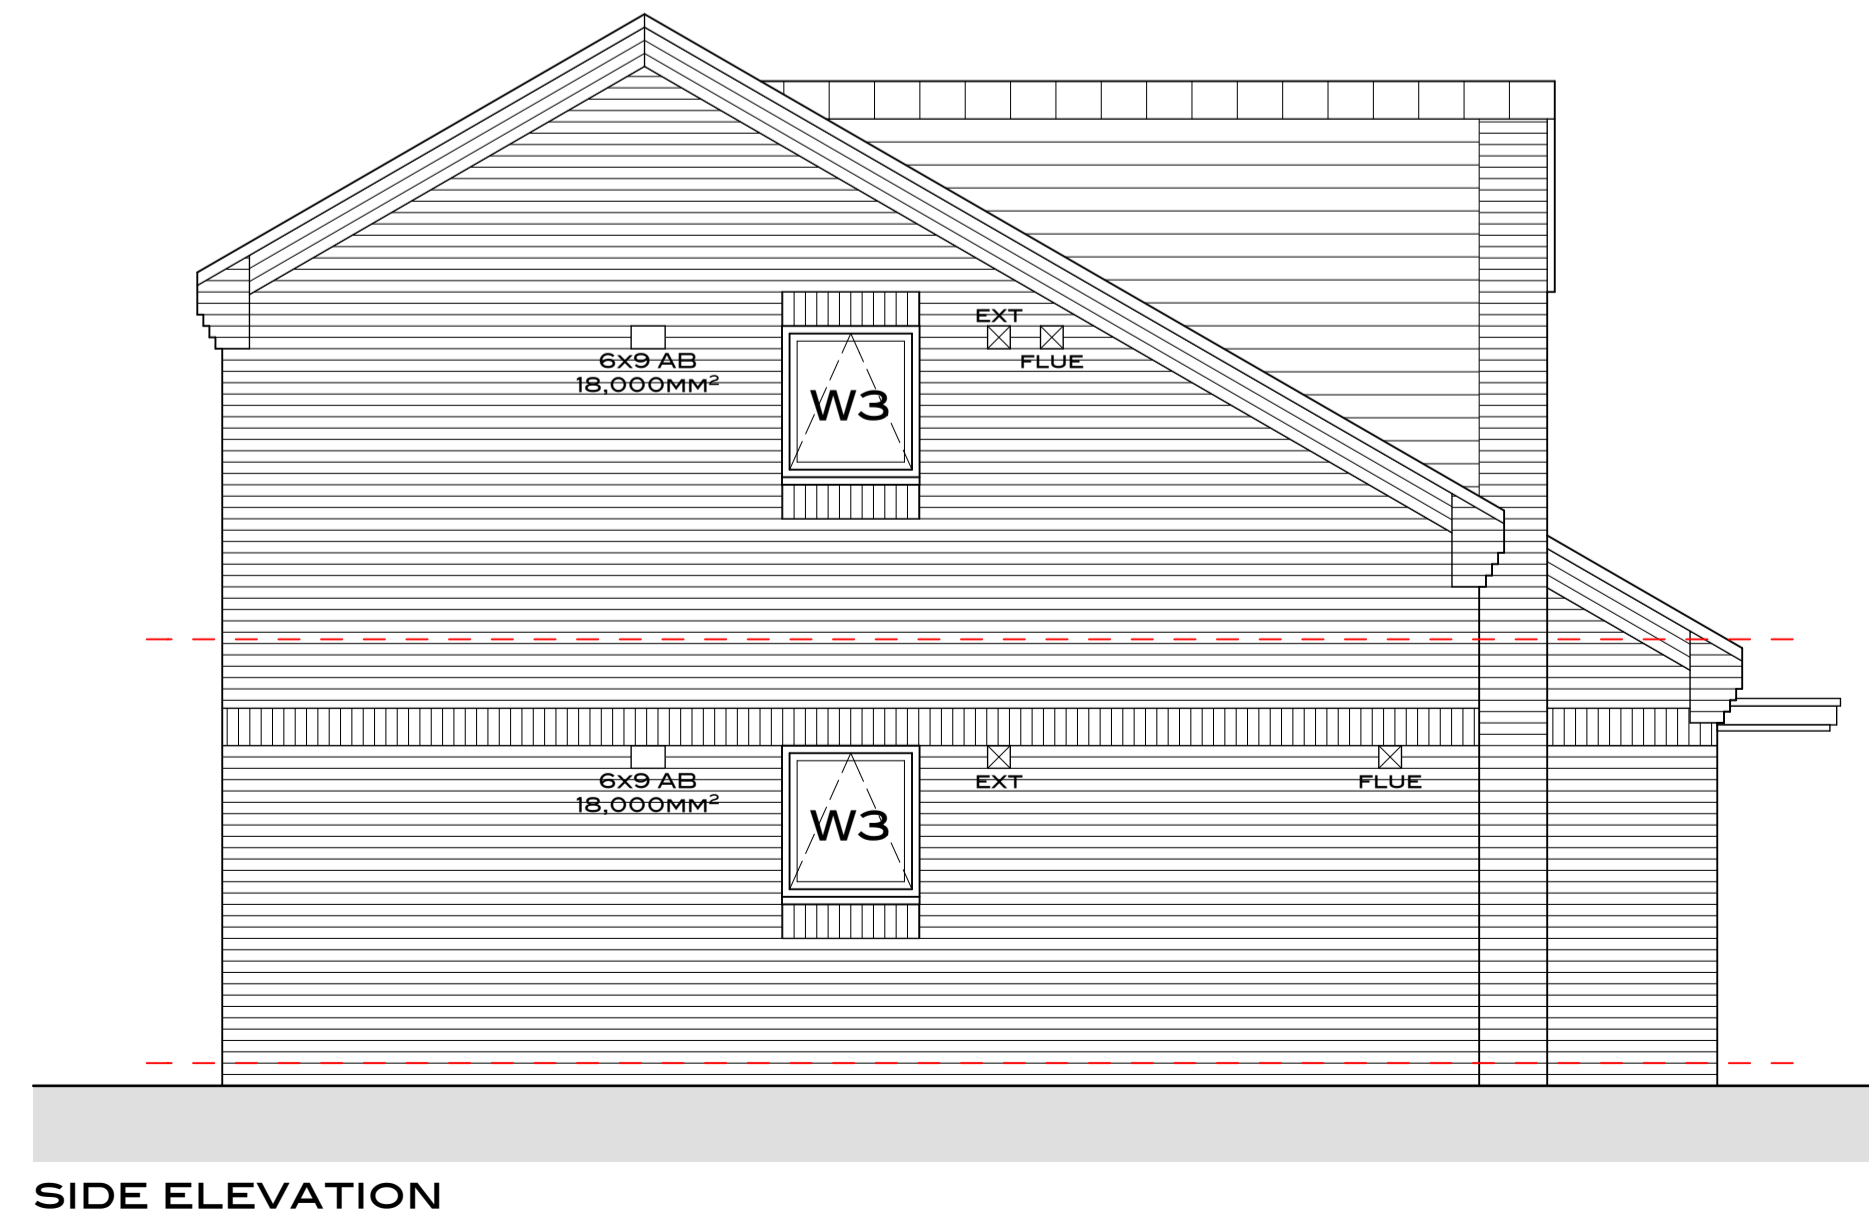 EXT
6X9 AB
18,000MM²
FLUE
W3
6X9 AB
18,000MM²
EXT
FLUE
W3
SIDE ELEVATION